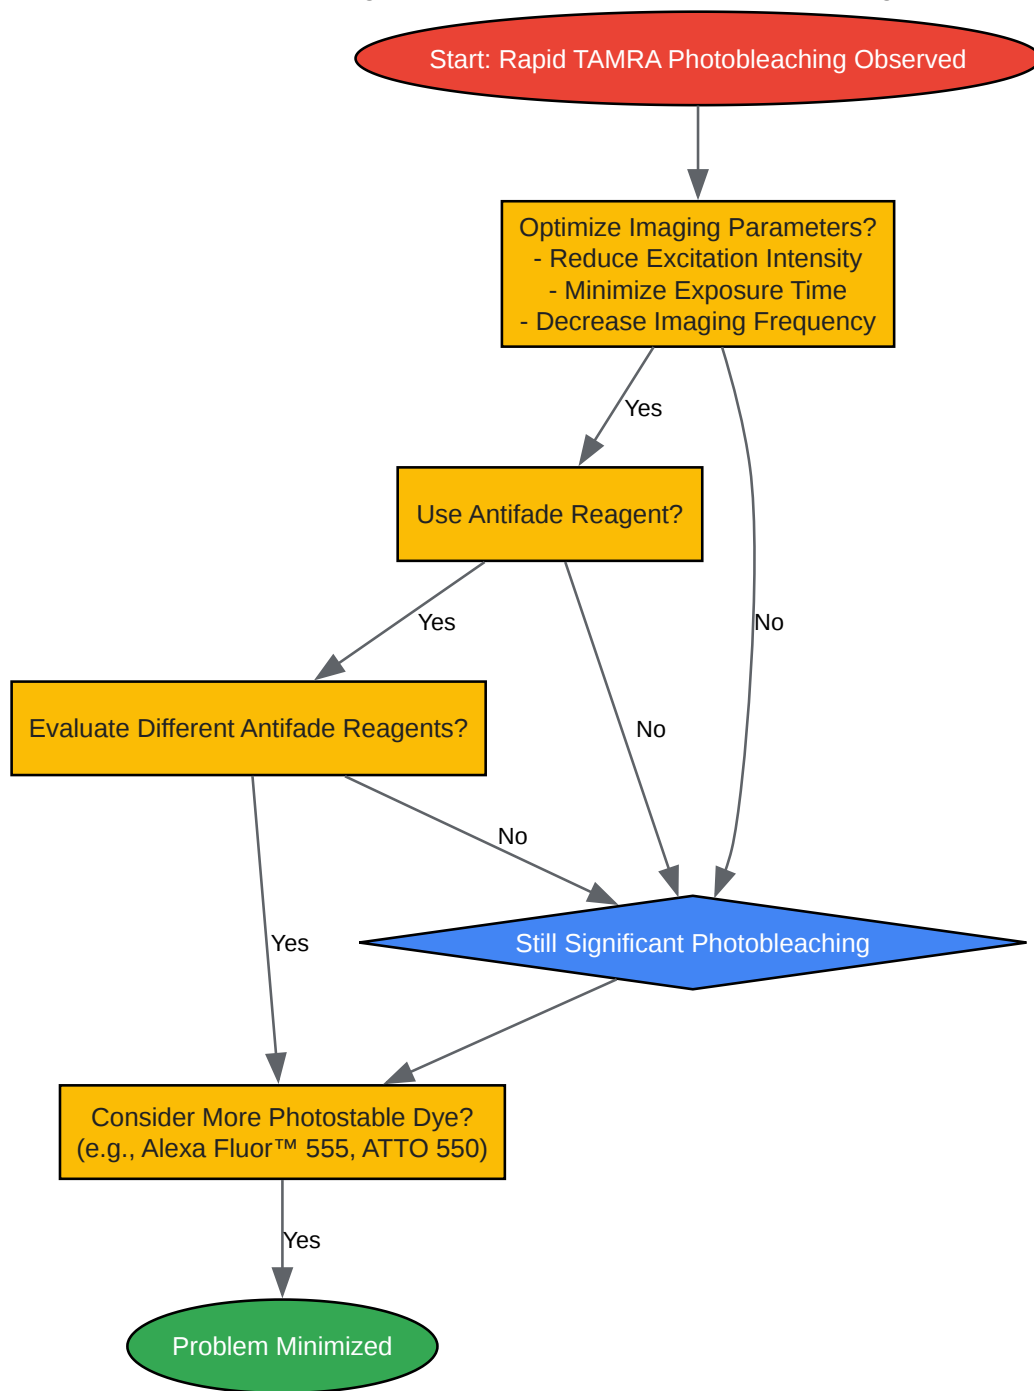 Start: Rapid TAMRA Photobleaching Observed
Optimize Imaging Parameters?
- Reduce Excitation Intensity
- Minimize Exposure Time
- Decrease Imaging Frequency
Yes
Use Antifade Reagent?
Yes
No
No
Evaluate Different Antifade Reagents?
No
Yes
Still Significant Photobleaching
Consider More Photostable Dye?
(e.g., Alexa Fluor™ 555, ATTO 550)
Yes
Problem Minimized